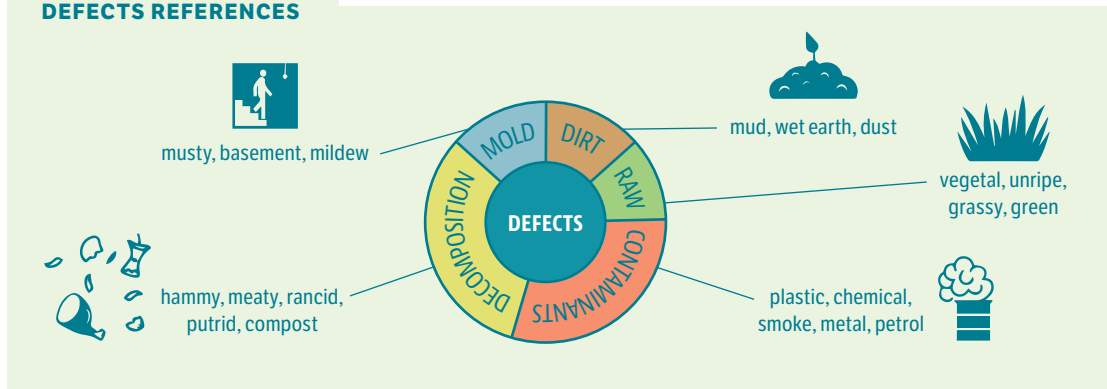 DEFECTS REFERENCES
musty, basement, mildew
mud, wet earth, dust
vegetal, unripe,
grassy, green
MOLD
DIRT
RAW
DEFECTS
DECOMPOSITION
CONTAMINANTS
hammy, meaty, rancid,
putrid, compost
plastic, chemical,
smoke, metal, petrol